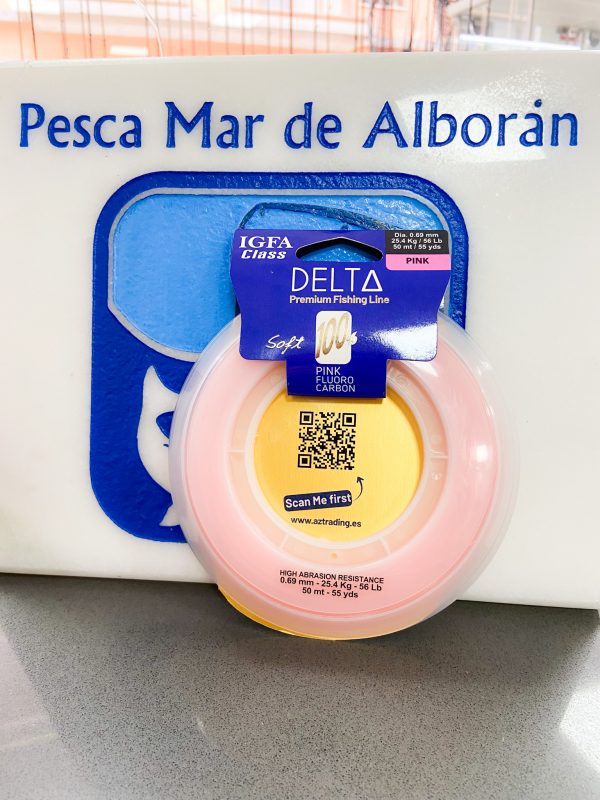 Pesca Mar de Alborán
IGFA
Class
Dia. 0.69 mm
25.4 Kg / 56 Lb
50 mt / 55 yds
PINK
DELTA
Premium Fishing Line
Soft
100%
PINK
FLUORO
CARBON
Scan Me first
www.aztrading.es
HIGH ABRASION RESISTANCE
0.69 mm - 25.4 Kg - 56 Lb
50 mt - 55 yds